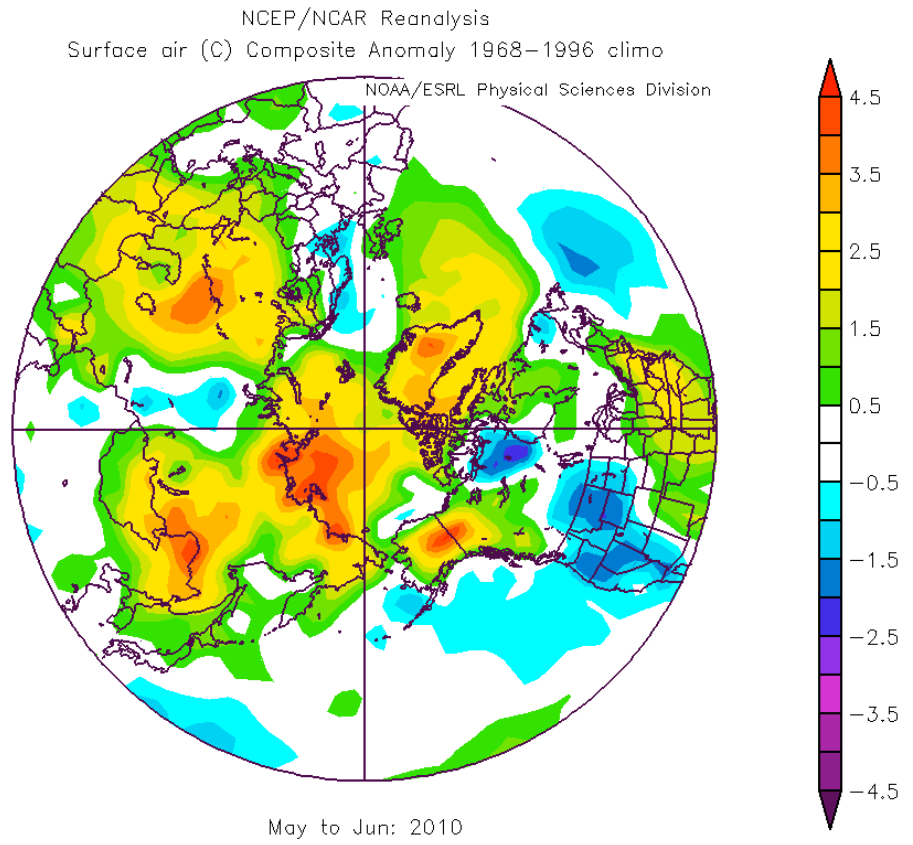 NCEP/NCAR Reanalysis
Surface air (C) Composite Anomaly 1968-1996 climo
NOAA/ESRL Physical Sciences Division
4.5
3.5
2.5
1.5
0.5
-0.5
-1.5
-2.5
-3.5
-4.5
May to Jun: 2010